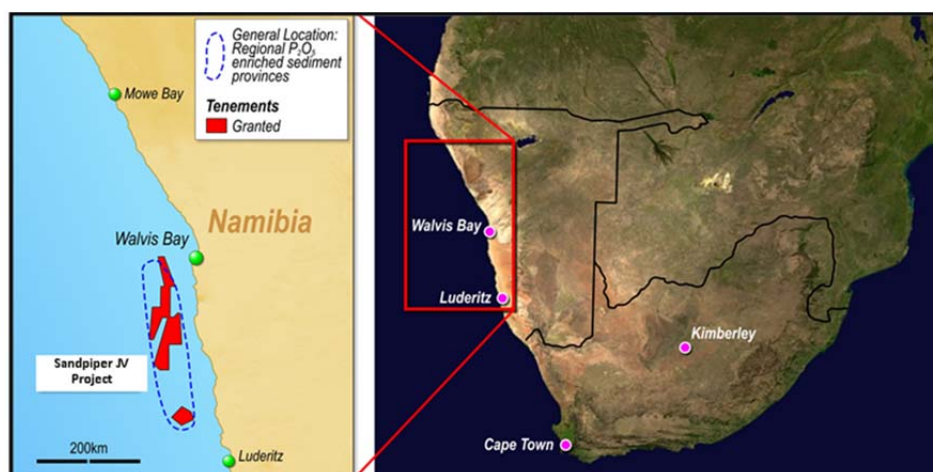 General Location:
Regional P₂O₅
enriched sediment
provinces
Tenements
Granted
Mowe Bay
Namibia
Walvis Bay
Sandpiper JV
Project
200km
Luderitz
Walvis Bay
Luderitz
Kimberley
Cape Town